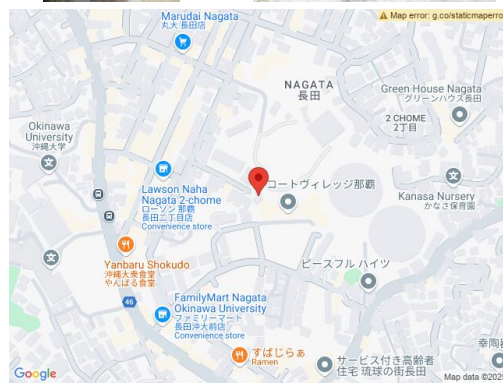 Marudai Nagata
丸大 長田店
Map error: g.co/staticmaperro
NAGATA
長田
Green House Nagata
グリーンハウス長田
2 CHOME
2丁目
Okinawa
University
沖縄大学
Lawson Naha
Nagata 2-chome
ローソン 那覇
長田二丁目店
Convenience store
コートヴィレッジ那覇
Kanasa Nursery
かなさ保育園
Yanbaru Shokudo
沖縄大衆食堂
やんばる食堂
ピースフル ハイツ
46
FamilyMart Nagata
Okinawa University
ファミリーマート
長田沖大前店
Convenience store
すばじらぁ
Ramen
サービス付き高齢者
住宅 琉球の街長田
幸陶
Google
Map data ©202